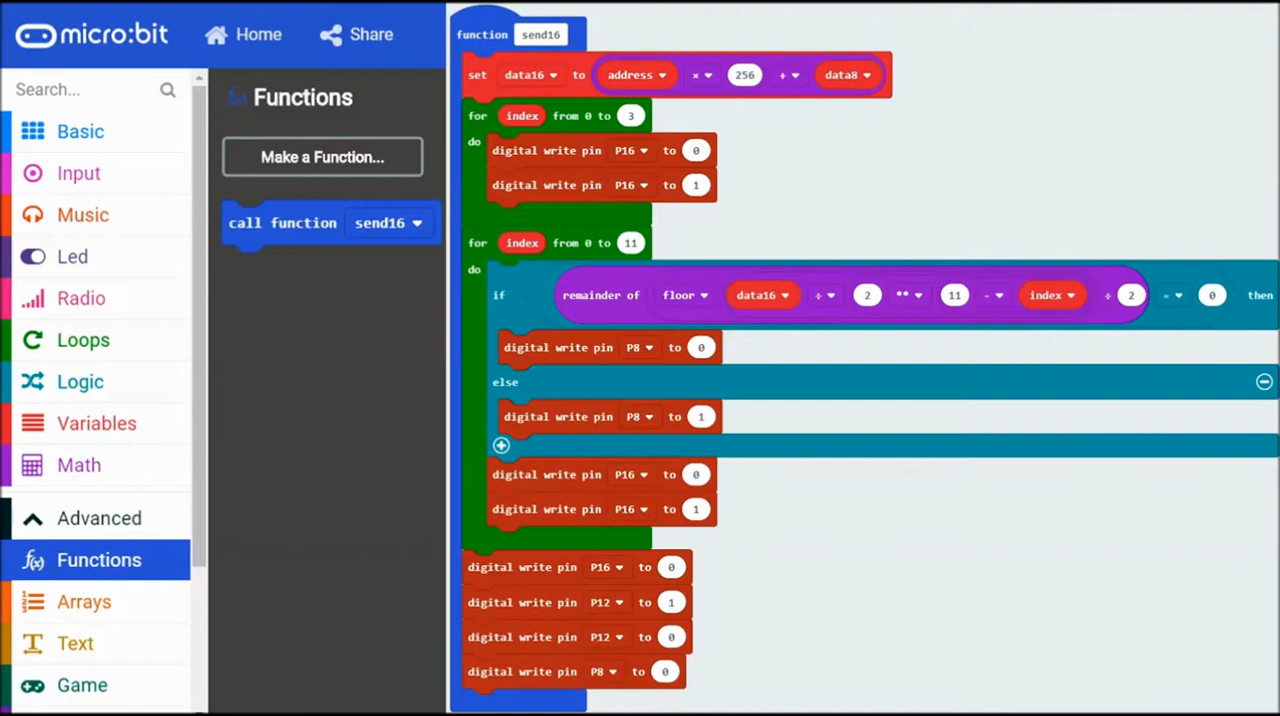 micro:bit Home Share
Search...
Basic
Input
Music
Led
Radio
Loops
Logic
Variables
Math
Advanced
f(x) Functions
Arrays
Text
Game
Functions
Make a Function...
call function send16
function send16
set data16 to address × 256 + data8
for index from 0 to 3
do
digital write pin P16 to 0
digital write pin P16 to 1
for index from 0 to 11
do
if remainder of floor data16 ÷ 2 ** 11 - index ÷ 2 = 0 then
digital write pin P8 to 0
else
digital write pin P8 to 1
digital write pin P16 to 0
digital write pin P16 to 1
digital write pin P16 to 0
digital write pin P12 to 1
digital write pin P12 to 0
digital write pin P8 to 0